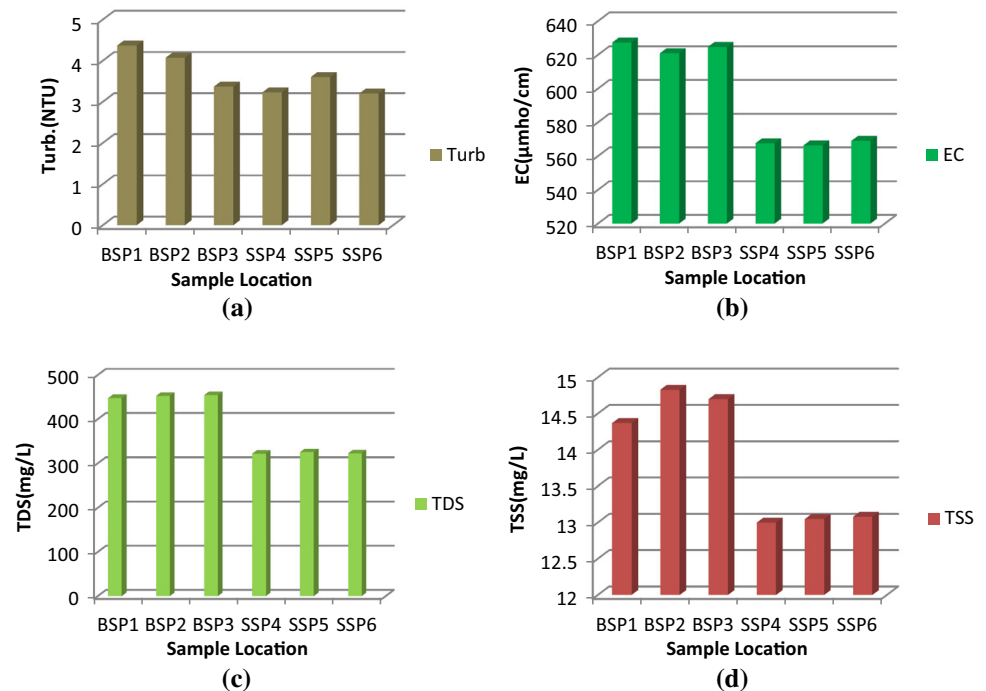 5
4
3
2
1
0
Turb.(NTU)
BSP1 BSP2 BSP3 SSP4 SSP5 SSP6
Sample Location
Turb
(a)
640
620
600
580
560
540
520
EC(µmho/cm)
BSP1 BSP2 BSP3 SSP4 SSP5 SSP6
Sample Location
EC
(b)
500
400
300
200
100
0
TDS(mg/L)
BSP1 BSP2 BSP3 SSP4 SSP5 SSP6
Sample Location
TDS
(c)
15
14.5
14
13.5
13
12.5
12
TSS(mg/L)
BSP1 BSP2 BSP3 SSP4 SSP5 SSP6
Sample Location
TSS
(d)